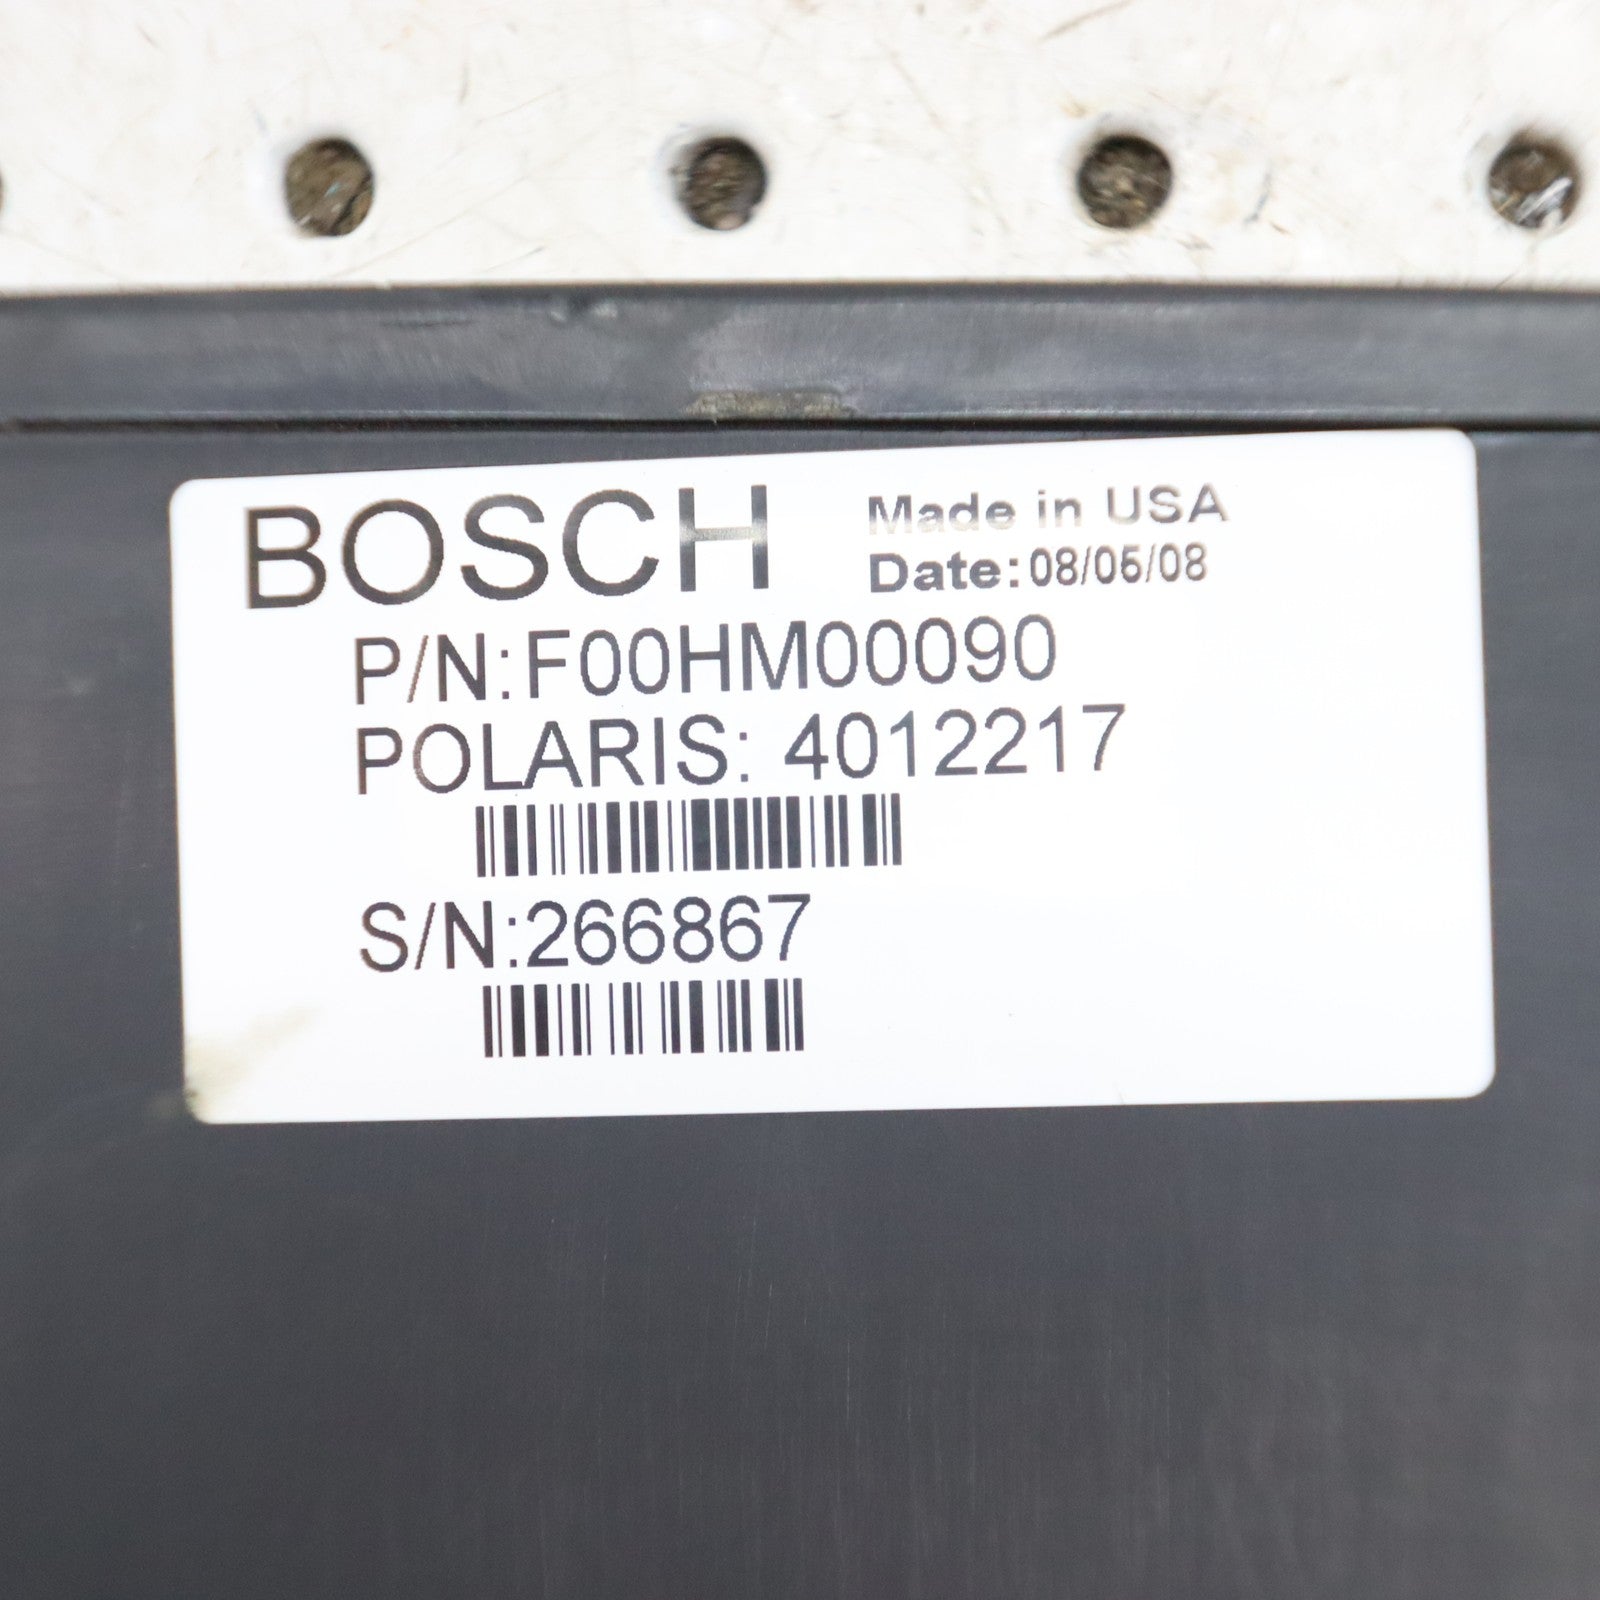 BOSCH
Made in USA
Date: 08/05/08
P/N: F00HM00090
POLARIS: 4012217
S/N: 266867